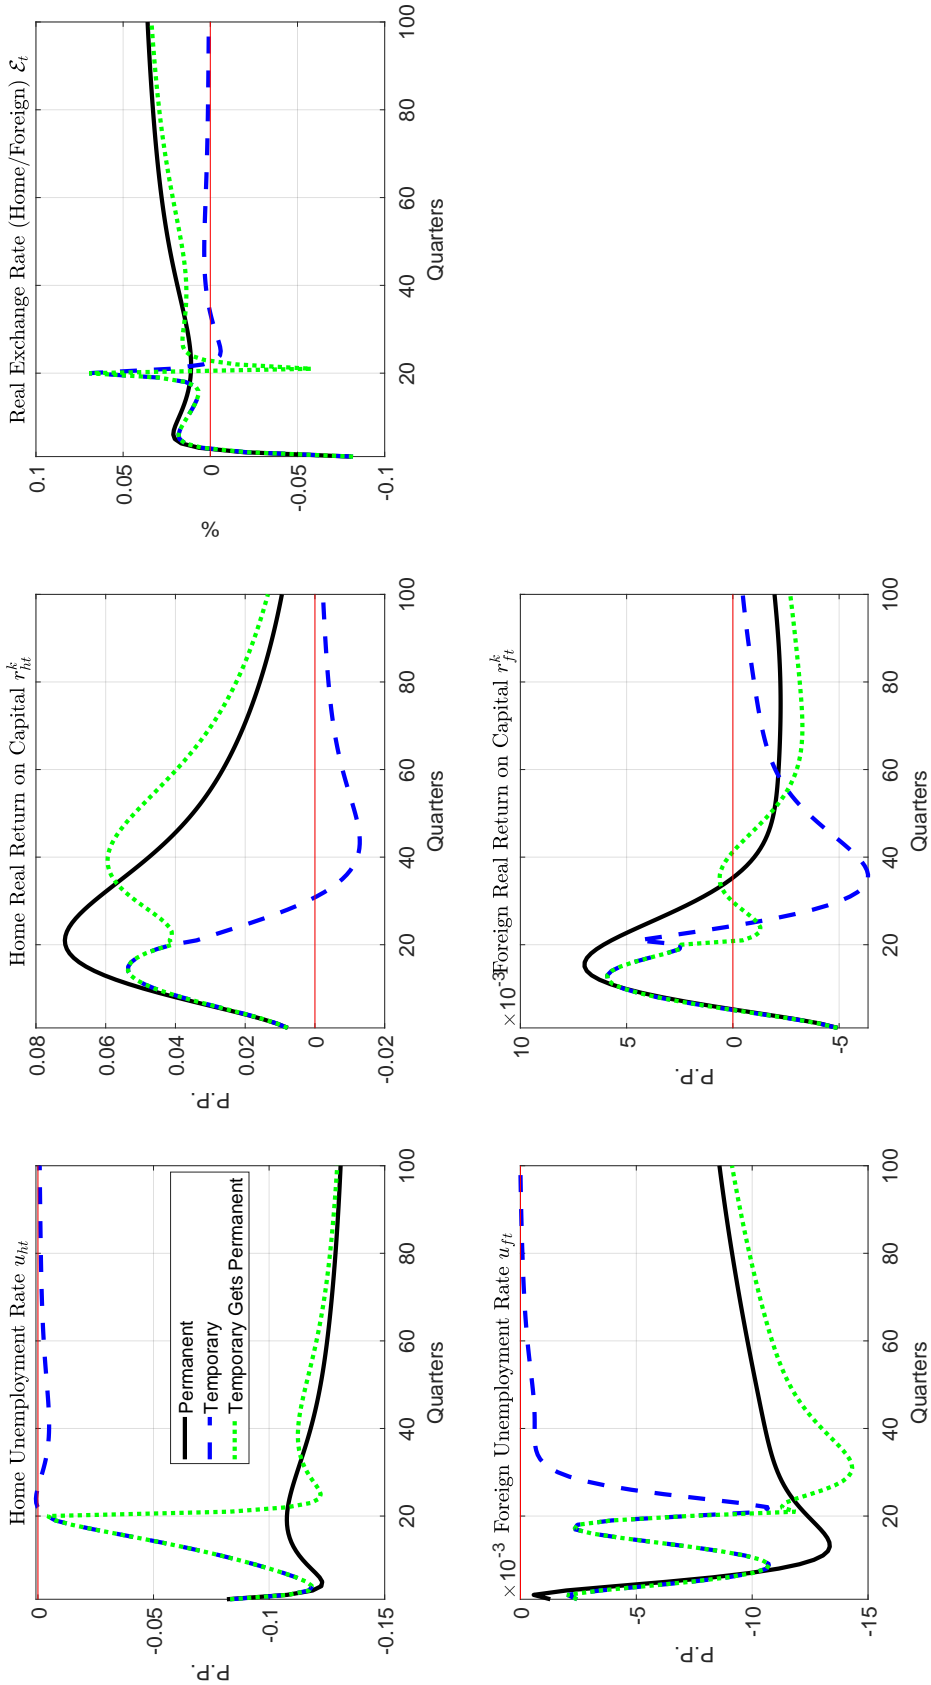 Home Unemployment Rate u_{ht}
0
-0.05
-0.1
-0.15
P.P.
20
40
60
80
100
Quarters
Permanent
Temporary
Temporary Gets Permanent
Home Real Return on Capital r^k_{ht}
0.08
0.06
0.04
0.02
0
-0.02
P.P.
20
40
60
80
100
Quarters
Real Exchange Rate (Home/Foreign) ℰ_t
0.1
0.05
0
-0.05
-0.1
%
20
40
60
80
100
Quarters
×10^{-3} Foreign Unemployment Rate u_{ft}
0
-5
-10
-15
P.P.
20
40
60
80
100
Quarters
×10^{-3} Foreign Real Return on Capital r^k_{ft}
10
5
0
-5
P.P.
20
40
60
80
100
Quarters